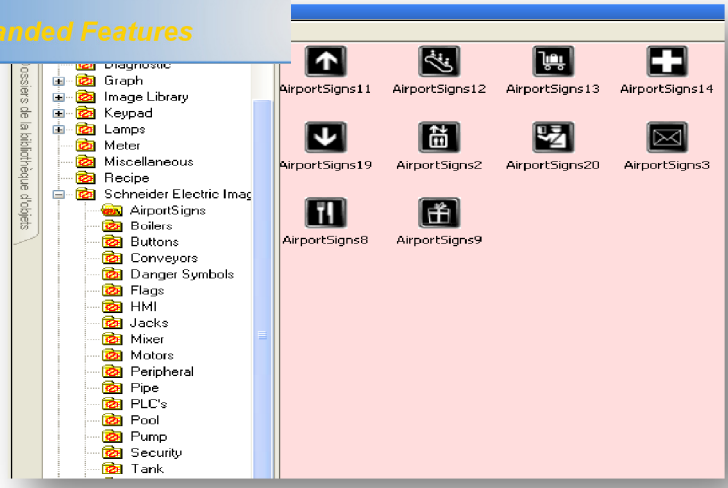 anded Features
Dossiers de la bibliothèque d'objets
Diagnostic
Graph
Image Library
Keypad
Lamps
Meter
Miscellaneous
Recipe
Schneider Electric Imag
AirportSigns
Boilers
Buttons
Conveyors
Danger Symbols
Flags
HMI
Jacks
Mixer
Motors
Peripheral
Pipe
PLC's
Pool
Pump
Security
Tank
AirportSigns11 AirportSigns12 AirportSigns13 AirportSigns14
AirportSigns19 AirportSigns2 AirportSigns20 AirportSigns3
AirportSigns8 AirportSigns9